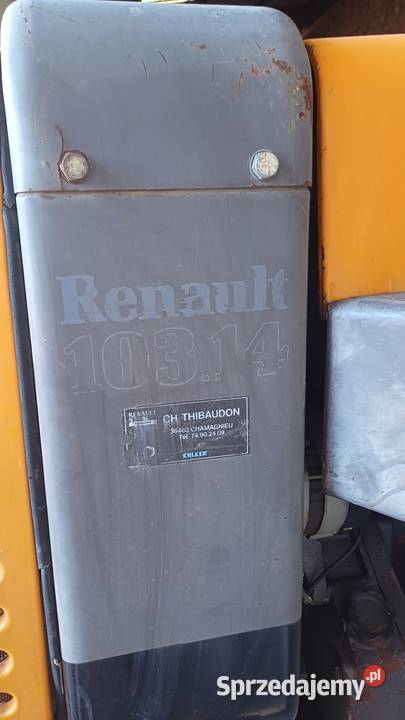 Renault
103.14
RENAULT
CH. THIBAUDON
38460 CHAMAGNIEU
Tél. 74.90.24.09
Sprzedajemy.pl